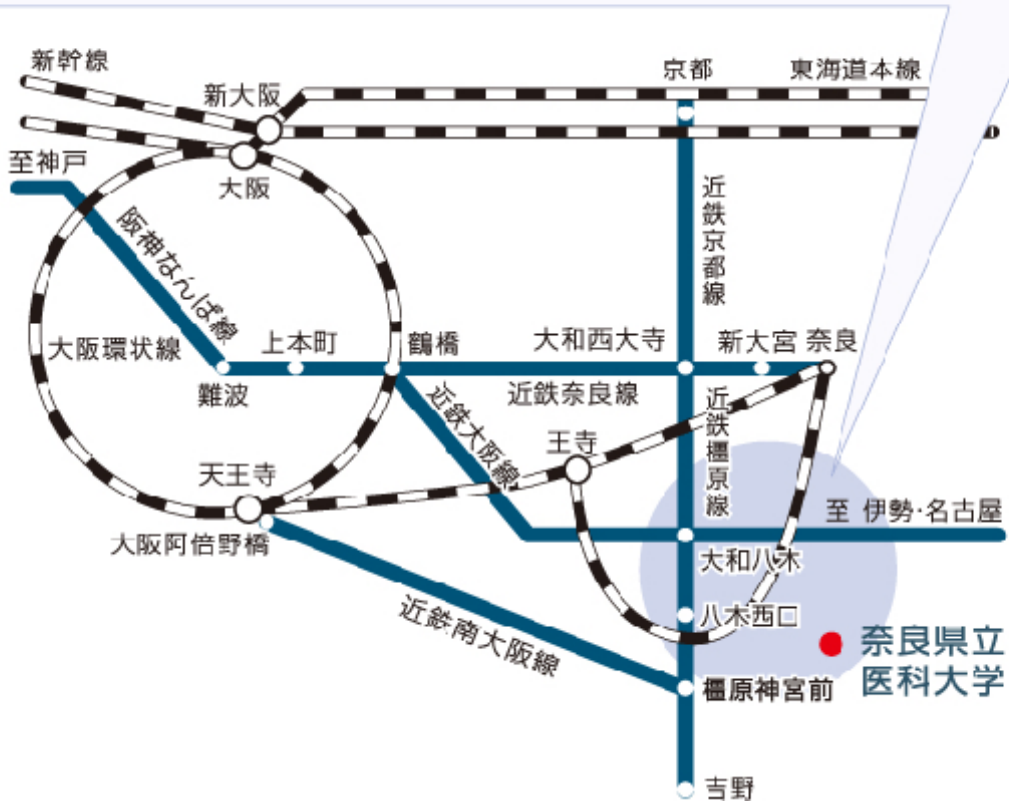 新幹線
新大阪
京都
東海道本線
至神戸
大阪
阪神なんば線
近鉄京都線
大阪環状線
上本町
鶴橋
大和西大寺
新大宮
奈良
難波
近鉄奈良線
近鉄大阪線
近鉄橿原線
王寺
天王寺
至 伊勢・名古屋
大阪阿倍野橋
大和八木
近鉄南大阪線
八木西口
奈良県立
医科大学
橿原神宮前
吉野